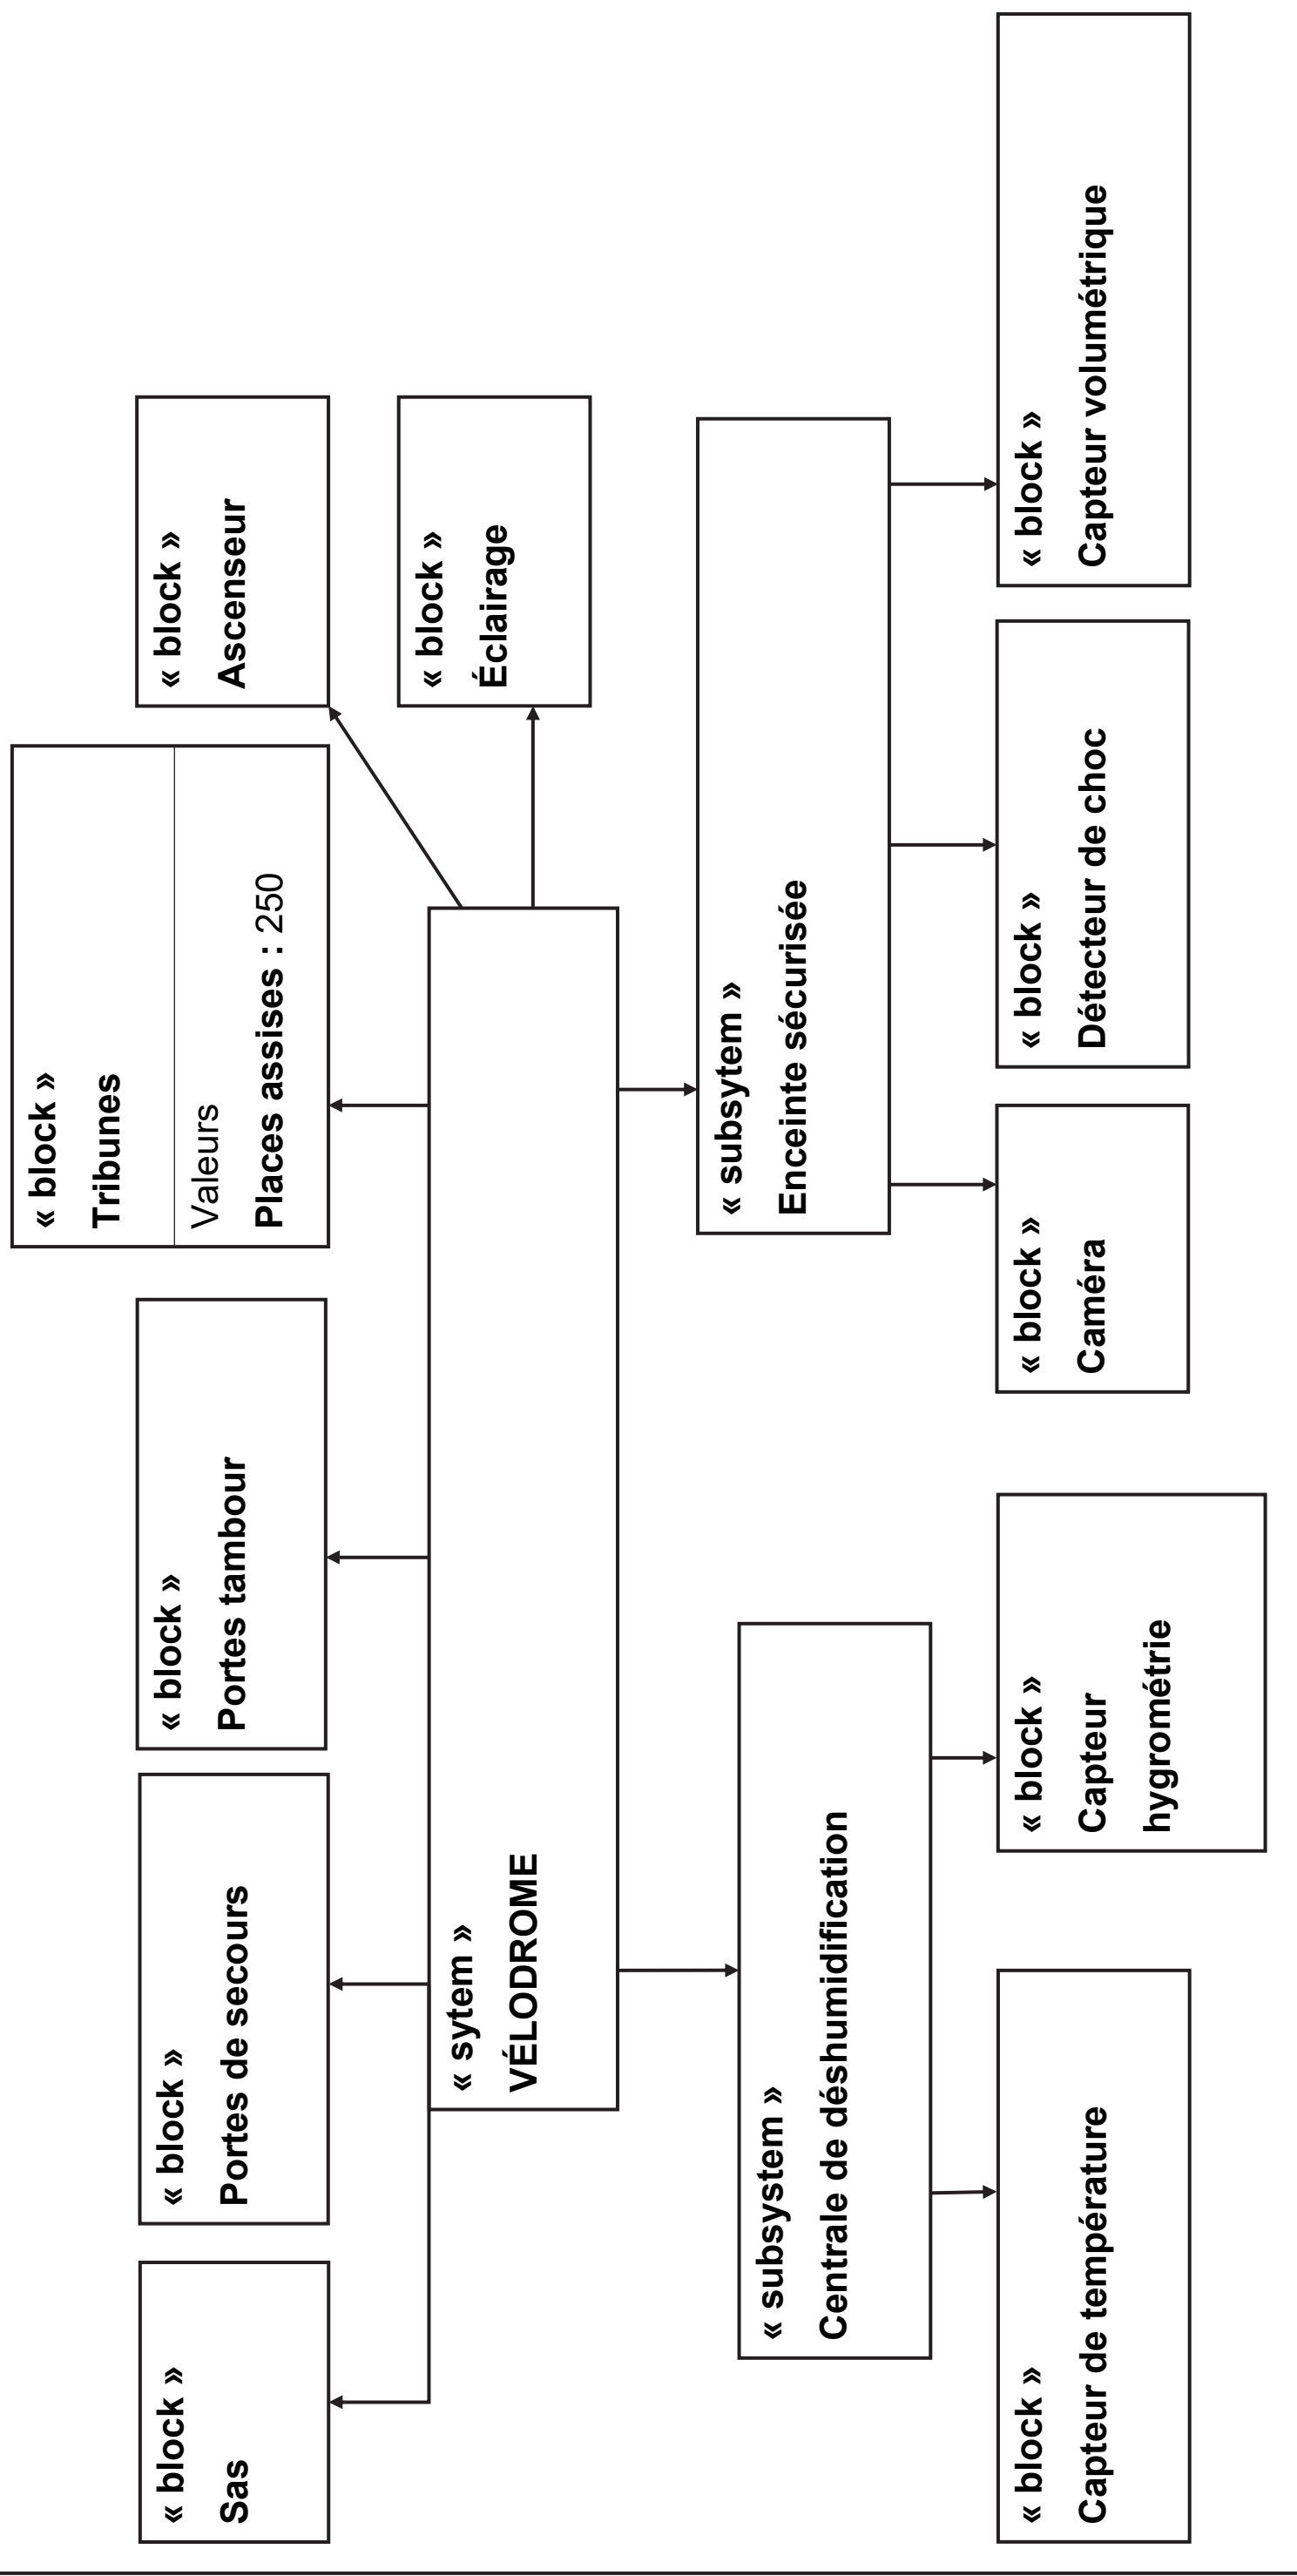 « block »
Sas
« block »
Portes de secours
« block »
Portes tambour
« block »
Tribunes
Valeurs
Places assises : 250
« block »
Ascenseur
« block »
Éclairage
« sytem »
VÉLODROME
« subsystem »
Centrale de déshumidification
« subsytem »
Enceinte sécurisée
« block »
Capteur de température
« block »
Capteur
hygrométrie
« block »
Caméra
« block »
Détecteur de choc
« block »
Capteur volumétrique